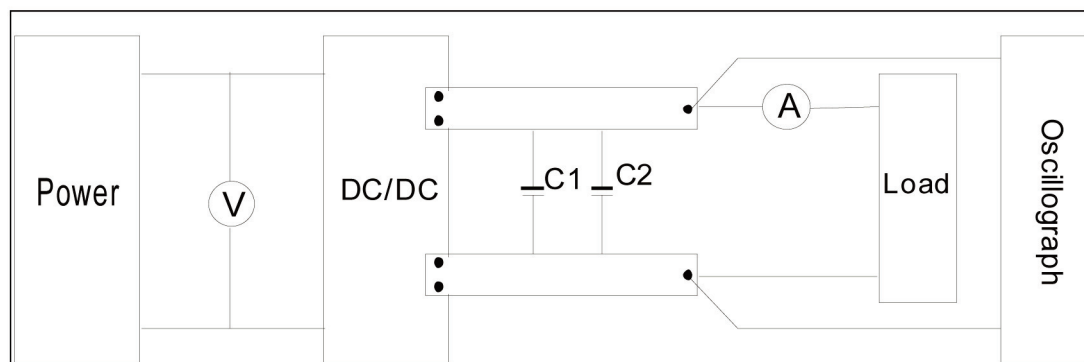 Power
V
DC/DC
C1
C2
A
Load
Oscillograph